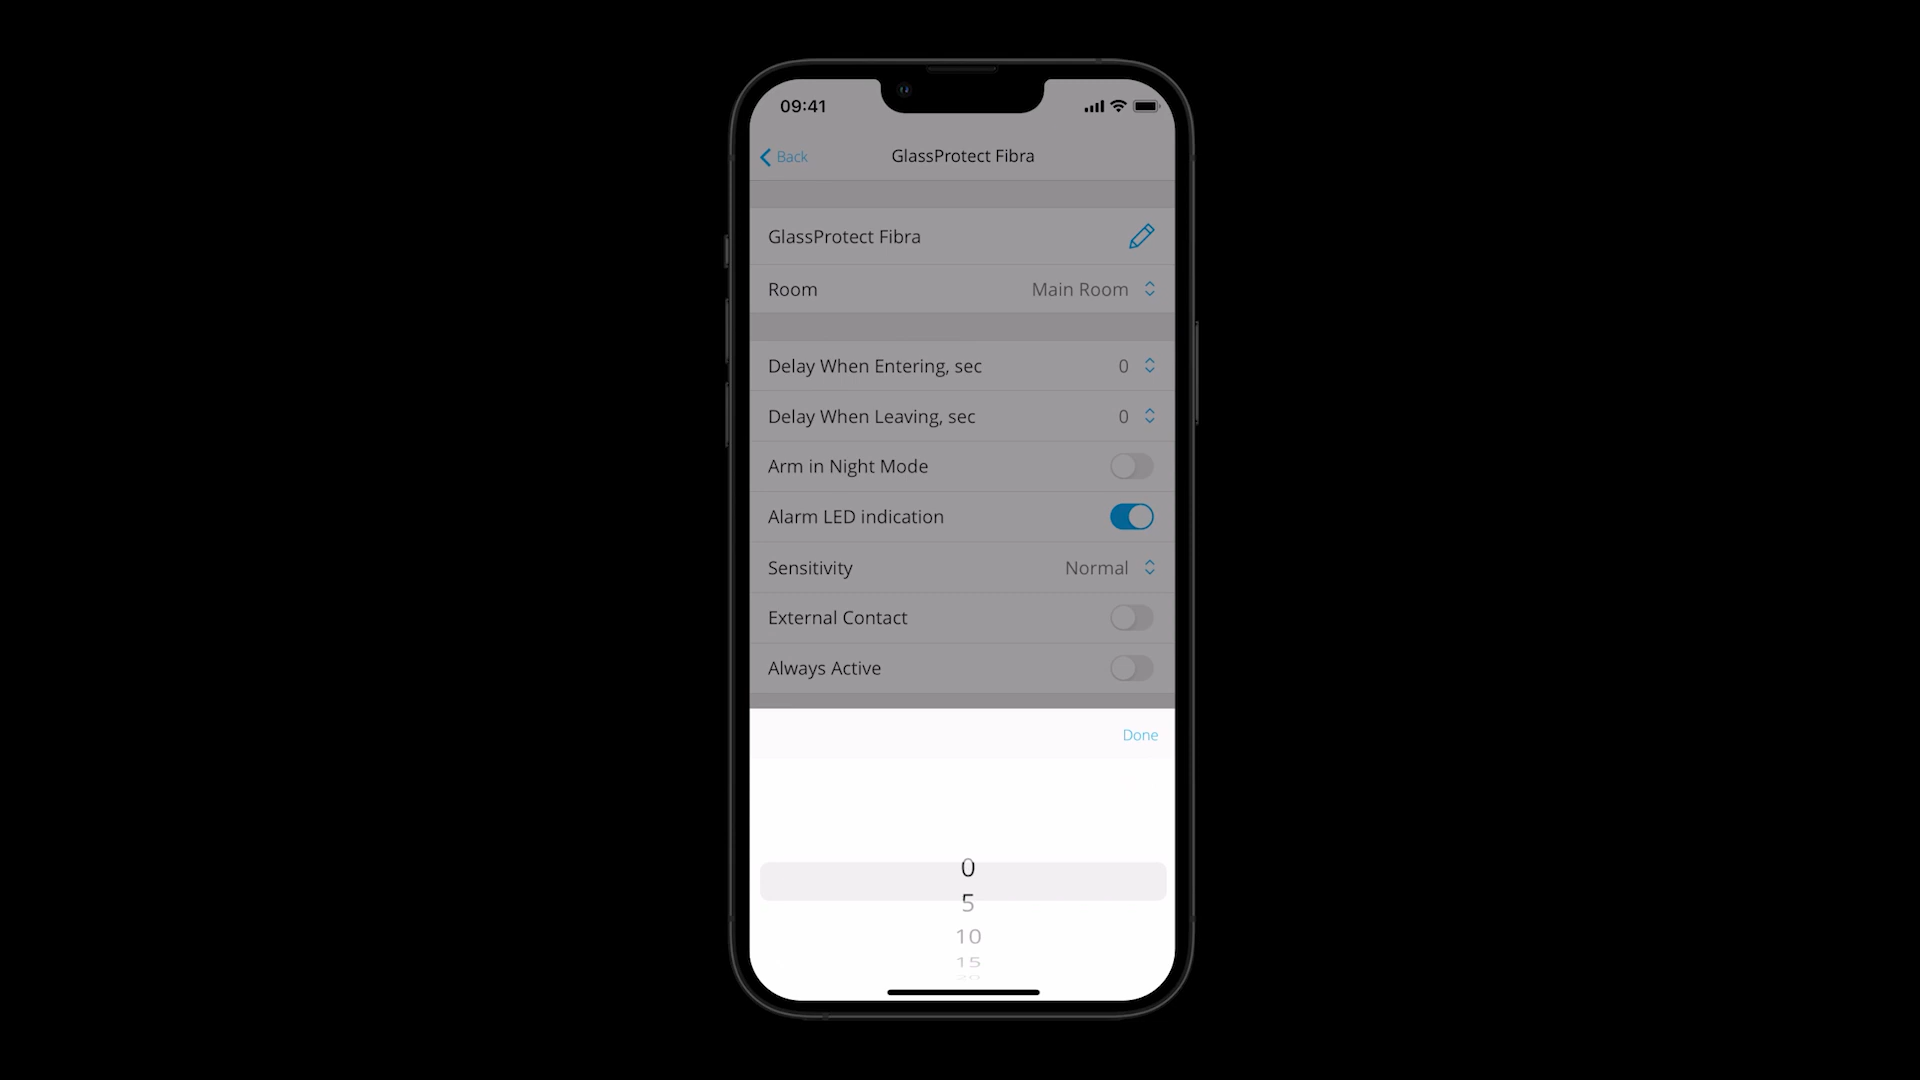 09:41
Back
GlassProtect Fibra
GlassProtect Fibra
Room Main Room
Delay When Entering, sec 0
Delay When Leaving, sec 0
Arm in Night Mode
Alarm LED indication
Sensitivity Normal
External Contact
Always Active
Done
0
5
10
15
20